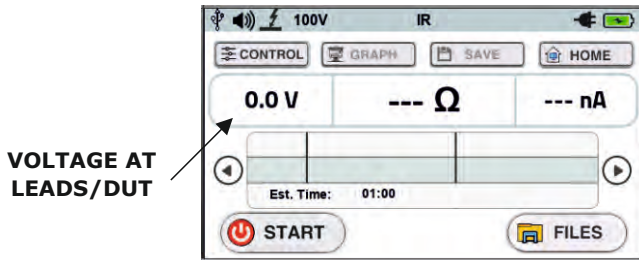 100V IR
CONTROL GRAPH SAVE HOME
0.0 V --- Ω --- nA
VOLTAGE AT
LEADS/DUT
Est. Time: 01:00
START FILES